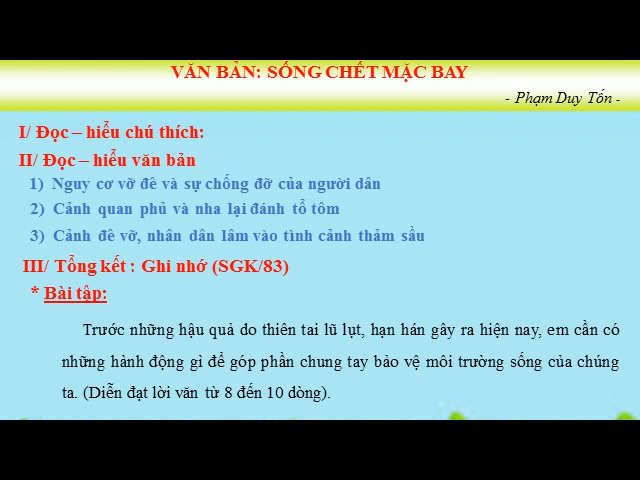 VĂN BẢN: SỐNG CHẾT MẶC BAY
- Phạm Duy Tốn -
I/ Đọc – hiểu chú thích:
II/ Đọc – hiểu văn bản
1) Nguy cơ vỡ đê và sự chống đỡ của người dân
2) Cảnh quan phủ và nha lại đánh tổ tôm
3) Cảnh đê vỡ, nhân dân lâm vào tình cảnh thảm sầu
III/ Tổng kết : Ghi nhớ (SGK/83)
* Bài tập:
Trước những hậu quả do thiên tai lũ lụt, hạn hán gây ra hiện nay, em cần có
những hành động gì để góp phần chung tay bảo vệ môi trường sống của chúng
ta. (Diễn đạt lời văn từ 8 đến 10 dòng).